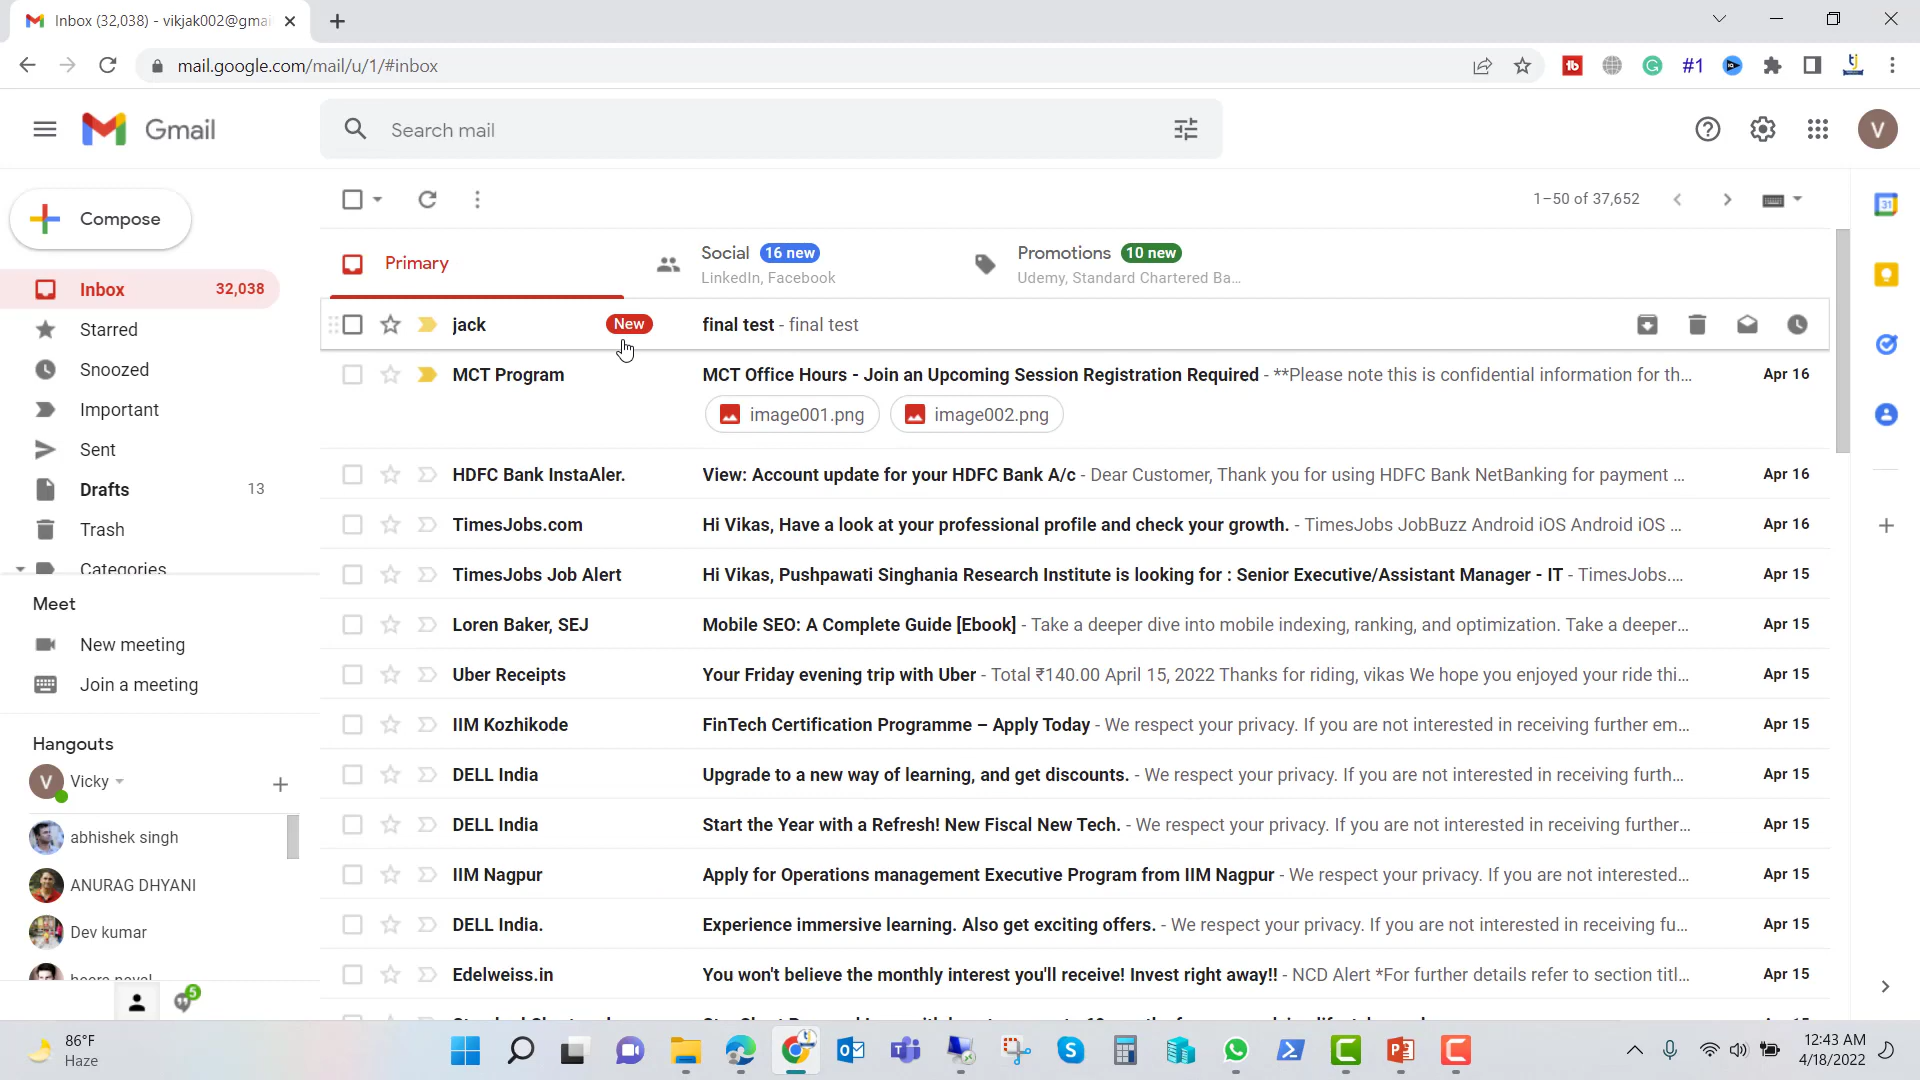 Inbox (32,038) - vikjak002@gmai
mail.google.com/mail/u/1/#inbox
#1
Gmail
Search mail
V
Compose
1–50 of 37,652
Primary
Social 16 new
LinkedIn, Facebook
Promotions 10 new
Udemy, Standard Chartered Ba...
Inbox 32,038
Starred
Snoozed
Important
Sent
Drafts 13
Trash
Categories
Meet
New meeting
Join a meeting
Hangouts
V Vicky
abhishek singh
ANURAG DHYANI
Dev kumar
5
jack New final test - final test
MCT Program MCT Office Hours - Join an Upcoming Session Registration Required - **Please note this is confidential information for th... Apr 16
image001.png image002.png
HDFC Bank InstaAler. View: Account update for your HDFC Bank A/c - Dear Customer, Thank you for using HDFC Bank NetBanking for payment ... Apr 16
TimesJobs.com Hi Vikas, Have a look at your professional profile and check your growth. - TimesJobs JobBuzz Android iOS Android iOS ... Apr 16
TimesJobs Job Alert Hi Vikas, Pushpawati Singhania Research Institute is looking for : Senior Executive/Assistant Manager - IT - TimesJobs.... Apr 15
Loren Baker, SEJ Mobile SEO: A Complete Guide [Ebook] - Take a deeper dive into mobile indexing, ranking, and optimization. Take a deeper... Apr 15
Uber Receipts Your Friday evening trip with Uber - Total ₹140.00 April 15, 2022 Thanks for riding, vikas We hope you enjoyed your ride thi... Apr 15
IIM Kozhikode FinTech Certification Programme – Apply Today - We respect your privacy. If you are not interested in receiving further em... Apr 15
DELL India Upgrade to a new way of learning, and get discounts. - We respect your privacy. If you are not interested in receiving furth... Apr 15
DELL India Start the Year with a Refresh! New Fiscal New Tech. - We respect your privacy. If you are not interested in receiving further... Apr 15
IIM Nagpur Apply for Operations management Executive Program from IIM Nagpur - We respect your privacy. If you are not interested... Apr 15
DELL India. Experience immersive learning. Also get exciting offers. - We respect your privacy. If you are not interested in receiving fu... Apr 15
Edelweiss.in You won't believe the monthly interest you'll receive! Invest right away!! - NCD Alert *For further details refer to section titl... Apr 15
86°F
Haze
12:43 AM
4/18/2022